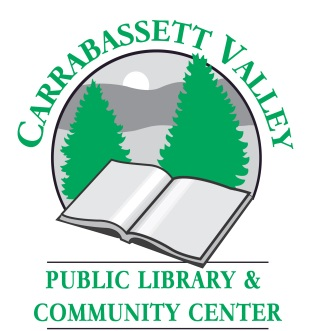 CARRABASSETT VALLEY
PUBLIC LIBRARY &
COMMUNITY CENTER